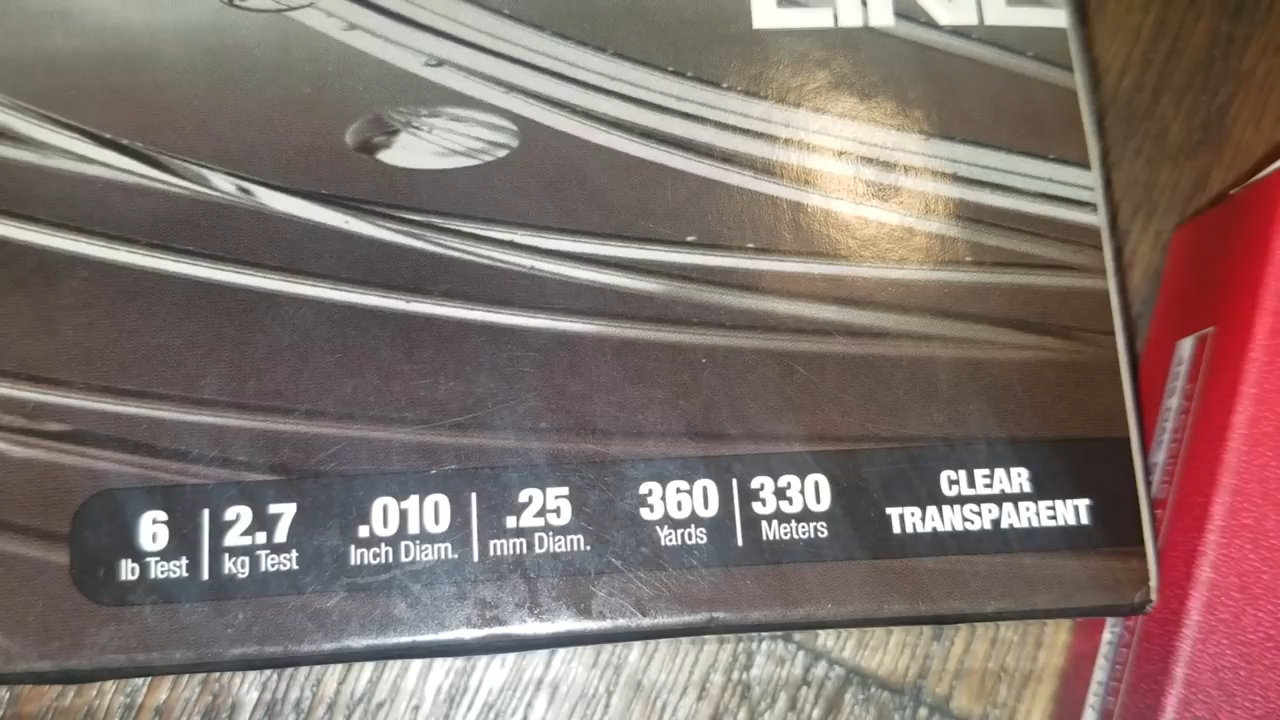 LINE
6 2.7 .010 .25 360 330 CLEAR
lb Test kg Test Inch Diam. mm Diam. Yards Meters TRANSPARENT